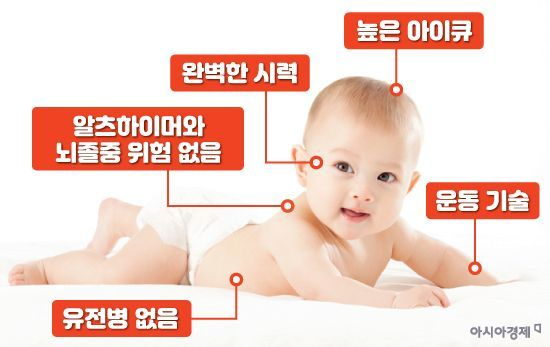 높은 아이큐
완벽한 시력
알츠하이머와
뇌졸중 위험 없음
운동 기술
유전병 없음
아시아경제